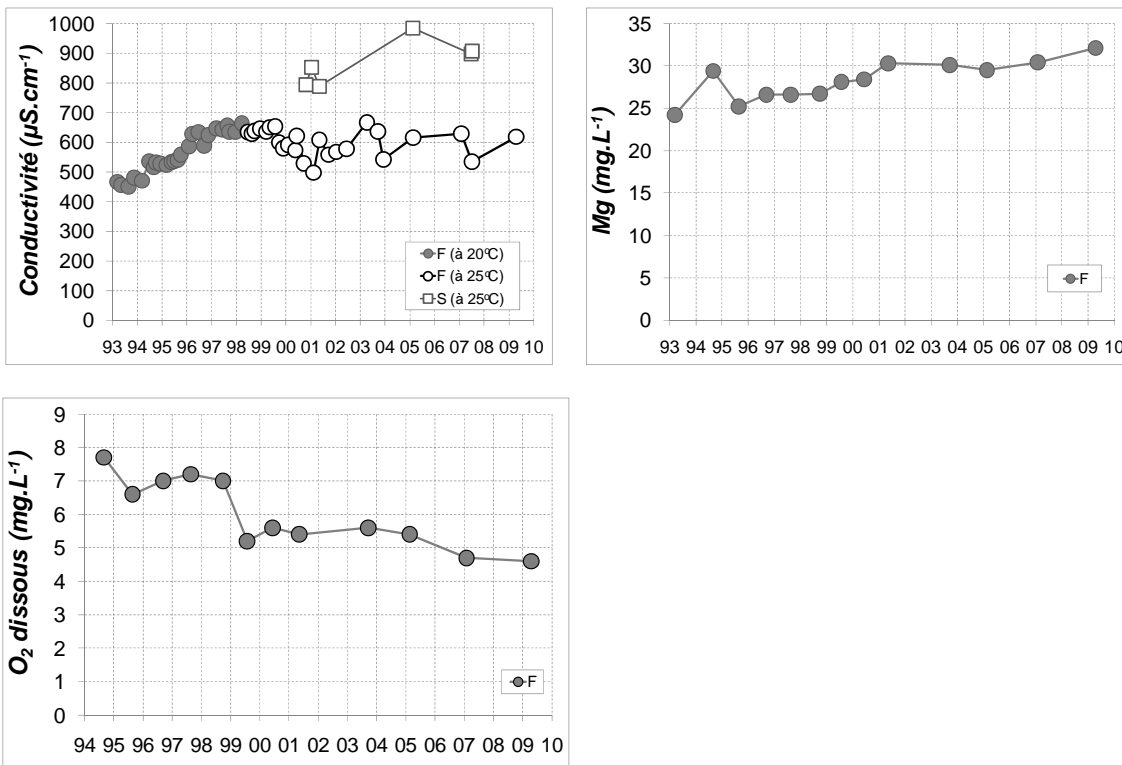 Conductivité (µS.cm-1)
1000
900
800
700
600
500
400
300
200
100
0
F (à 20°C)
F (à 25°C)
S (à 25°C)
93 94 95 96 97 98 99 00 01 02 03 04 05 06 07 08 09 10
Mg (mg.L-1)
35
30
25
20
15
10
5
0
F
93 94 95 96 97 98 99 00 01 02 03 04 05 06 07 08 09 10
O2 dissous (mg.L-1)
9
8
7
6
5
4
3
2
1
0
F
94 95 96 97 98 99 00 01 02 03 04 05 06 07 08 09 10